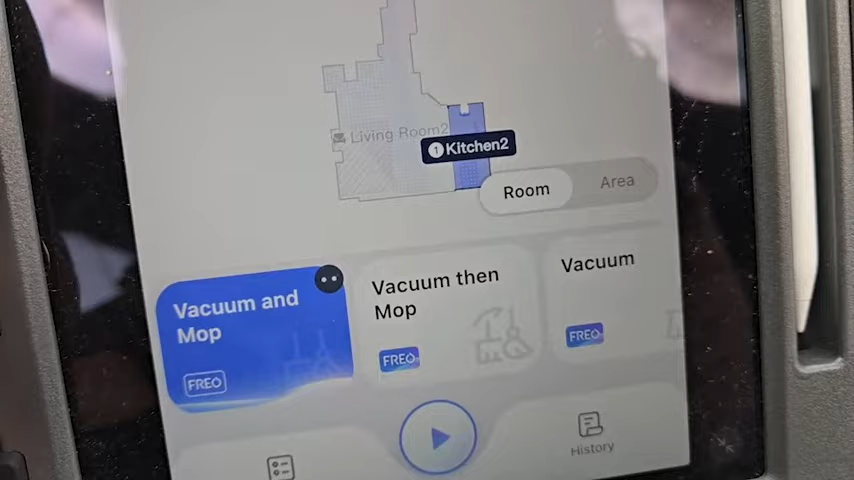 Living Room2
1 Kitchen2
Room
Area
Vacuum and
Mop
FREO
Vacuum then
Mop
FREO
Vacuum
FREO
History